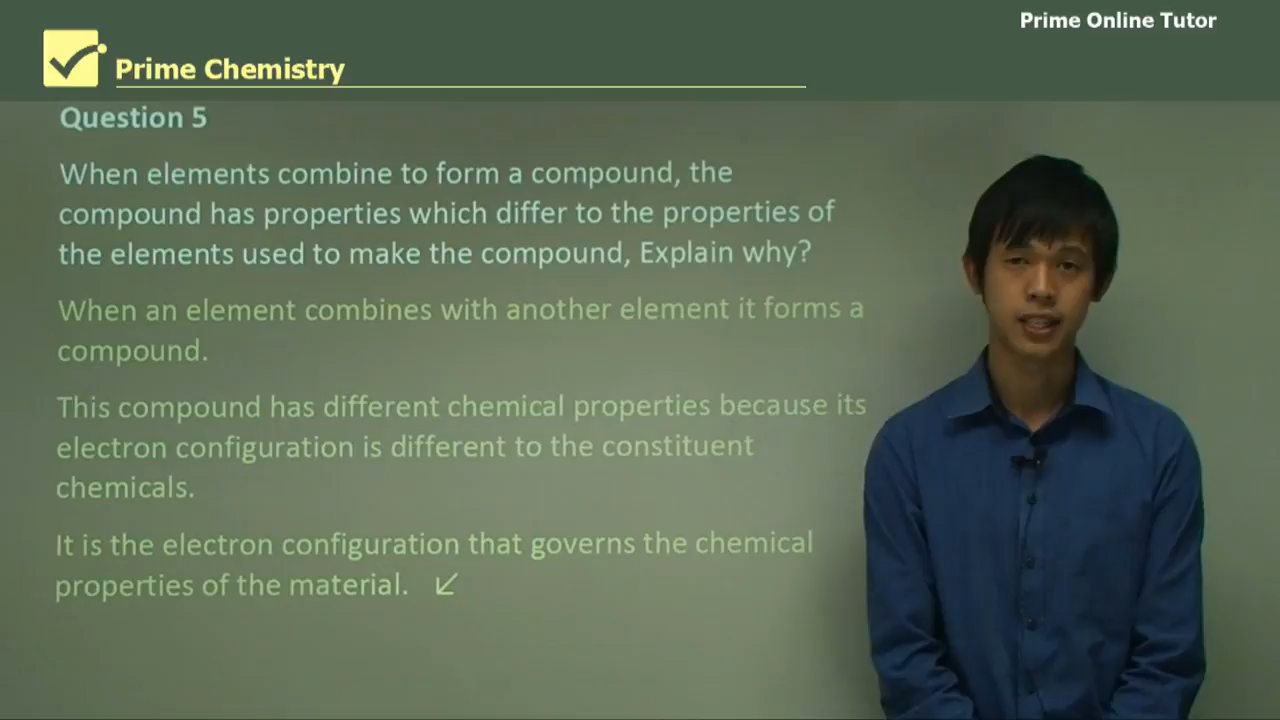 Prime Online Tutor
Prime Chemistry
Question 5
When elements combine to form a compound, the
compound has properties which differ to the properties of
the elements used to make the compound, Explain why?
When an element combines with another element it forms a
compound.
This compound has different chemical properties because its
electron configuration is different to the constituent
chemicals.
It is the electron configuration that governs the chemical
properties of the material.